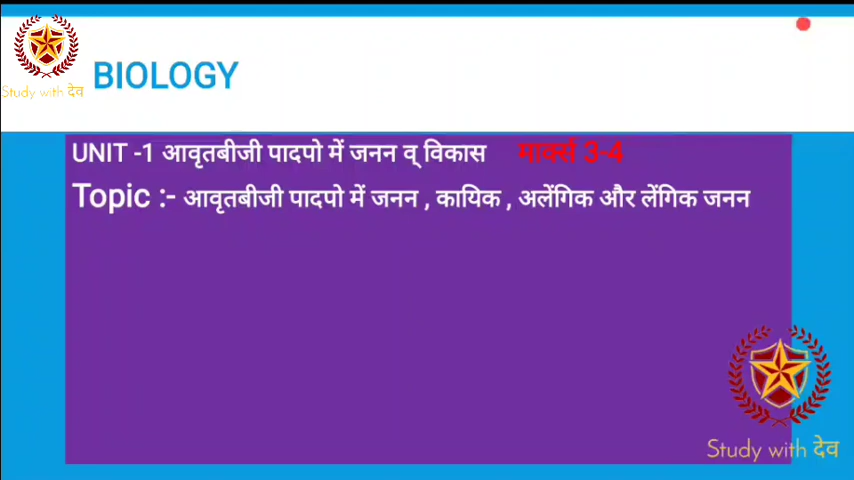 Study with देव
BIOLOGY
UNIT -1 आवृतबीजी पादपो में जनन व् विकास मार्क्स 3-4
Topic :- आवृतबीजी पादपो में जनन , कायिक , अलेंगिक और लेंगिक जनन
Study with देव